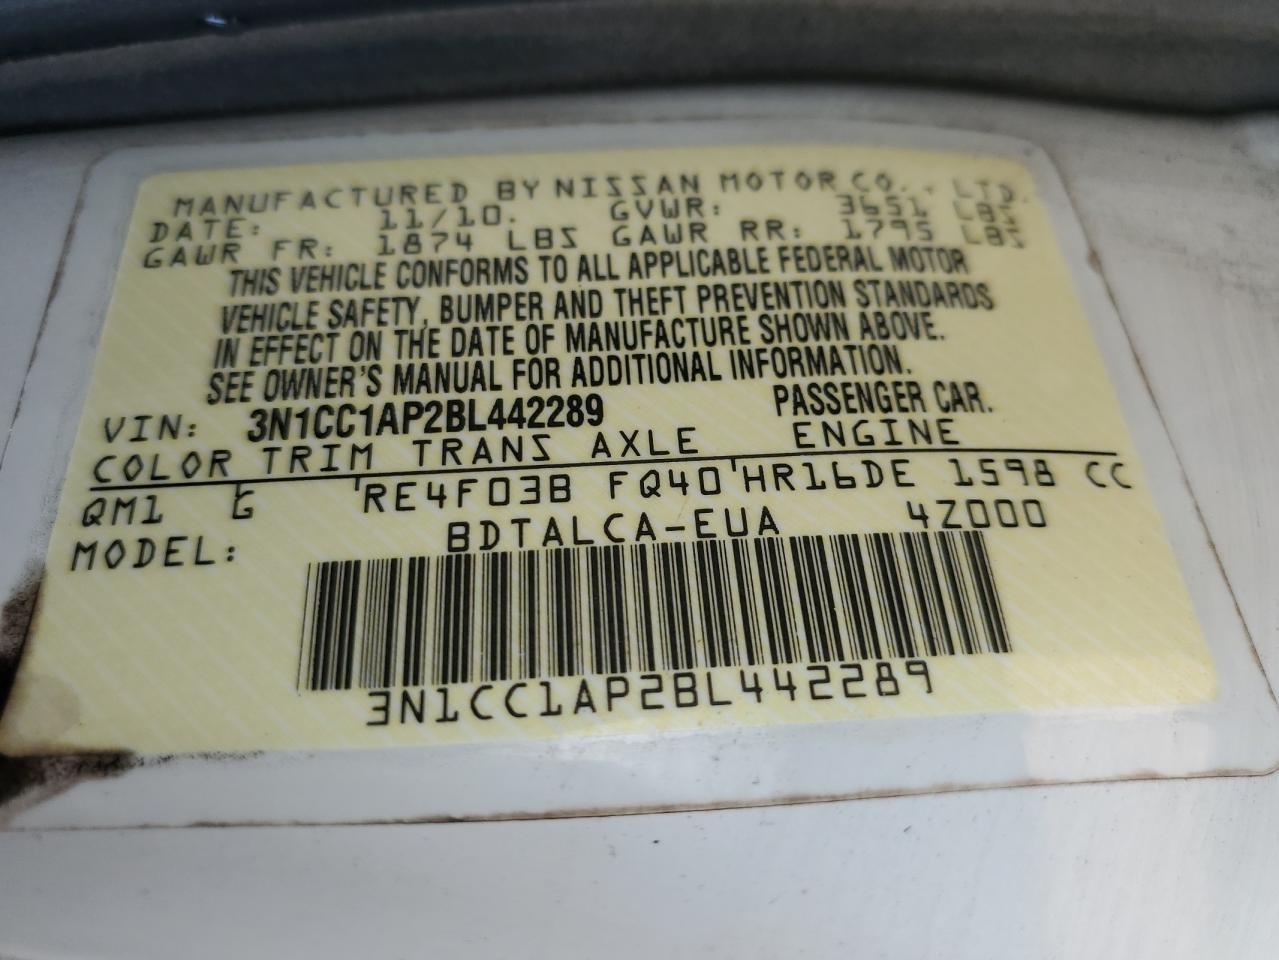 MANUFACTURED BY NISSAN MOTOR CO., LTD.
DATE: 11/10. GVWR: 3651 LBS
GAWR FR: 1874 LBS GAWR RR: 1795 LBS
THIS VEHICLE CONFORMS TO ALL APPLICABLE FEDERAL MOTOR
VEHICLE SAFETY, BUMPER AND THEFT PREVENTION STANDARDS
IN EFFECT ON THE DATE OF MANUFACTURE SHOWN ABOVE.
SEE OWNER'S MANUAL FOR ADDITIONAL INFORMATION.
VIN: 3N1CC1AP2BL442289 PASSENGER CAR.
COLOR TRIM TRANS AXLE ENGINE
QM1 G RE4F03B FQ40 HR16DE 1598 CC
MODEL: BDTALCA-EUA 4Z000
3N1CC1AP2BL442289